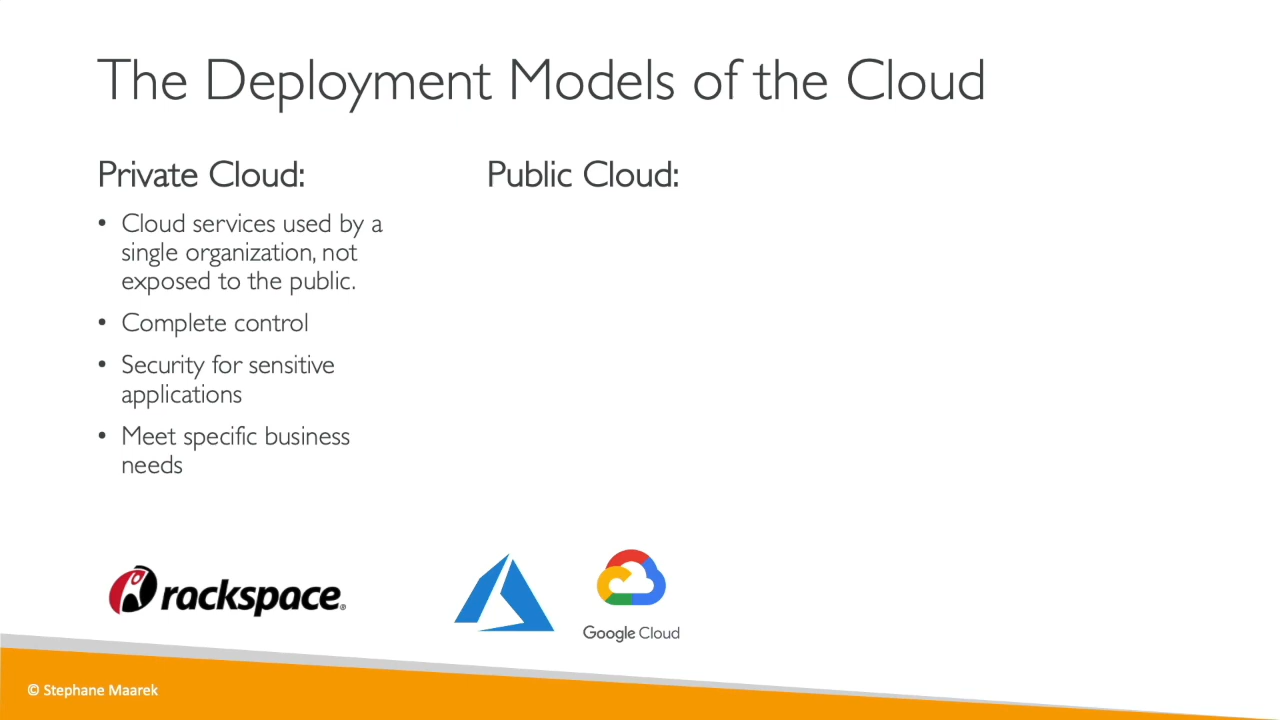 The Deployment Models of the Cloud
Private Cloud:
• Cloud services used by a
single organization, not
exposed to the public.
• Complete control
• Security for sensitive
applications
• Meet specific business
needs
Public Cloud:
rackspace®
Google Cloud
© Stephane Maarek